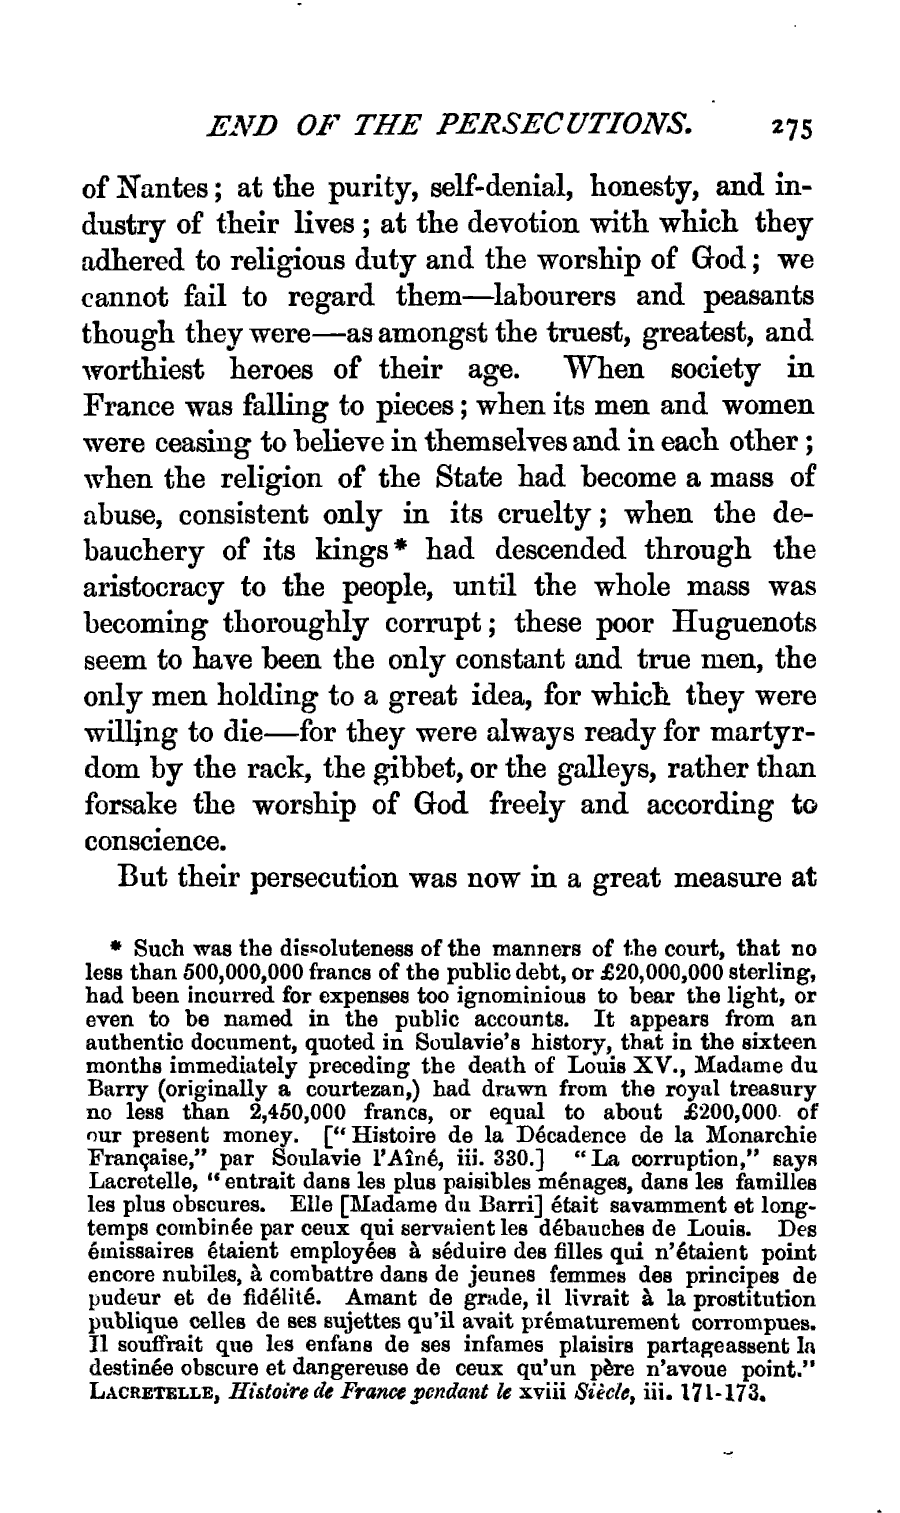 END OF THE PERSECUTIONS. 275
of Nantes; at the purity, self-denial, honesty, and in-
dustry of their lives; at the devotion with which they
adhered to religious duty and the worship of God; we
cannot fail to regard them—labourers and peasants
though they were—as amongst the truest, greatest, and
worthiest heroes of their age. When society in
France was falling to pieces; when its men and women
were ceasing to believe in themselves and in each other;
when the religion of the State had become a mass of
abuse, consistent only in its cruelty; when the de-
bauchery of its kings* had descended through the
aristocracy to the people, until the whole mass was
becoming thoroughly corrupt; these poor Huguenots
seem to have been the only constant and true men, the
only men holding to a great idea, for which they were
willing to die—for they were always ready for martyr-
dom by the rack, the gibbet, or the galleys, rather than
forsake the worship of God freely and according to
conscience.
But their persecution was now in a great measure at
* Such was the dissoluteness of the manners of the court, that no
less than 500,000,000 francs of the public debt, or £20,000,000 sterling,
had been incurred for expenses too ignominious to bear the light, or
even to be named in the public accounts. It appears from an
authentic document, quoted in Soulavie's history, that in the sixteen
months immediately preceding the death of Louis XV., Madame du
Barry (originally a courtezan,) had drawn from the royal treasury
no less than 2,450,000 francs, or equal to about £200,000 of
our present money. ["Histoire de la Décadence de la Monarchie
Française," par Soulavie l'Aîné, iii. 330.] "La corruption," says
Lacretelle, "entrait dans les plus paisibles ménages, dans les familles
les plus obscures. Elle [Madame du Barri] était savamment et long-
temps combinée par ceux qui servaient les débauches de Louis. Des
émissaires étaient employées à séduire des filles qui n'étaient point
encore nubiles, à combattre dans de jeunes femmes des principes de
pudeur et de fidélité. Amant de grade, il livrait à la prostitution
publique celles de ses sujettes qu'il avait prématurement corrompues.
Il souffrait que les enfans de ses infames plaisirs partageassent la
destinée obscure et dangereuse de ceux qu'un père n'avoue point."
LACRETELLE, Histoire de France pendant le xviii Siècle, iii. 171-173.